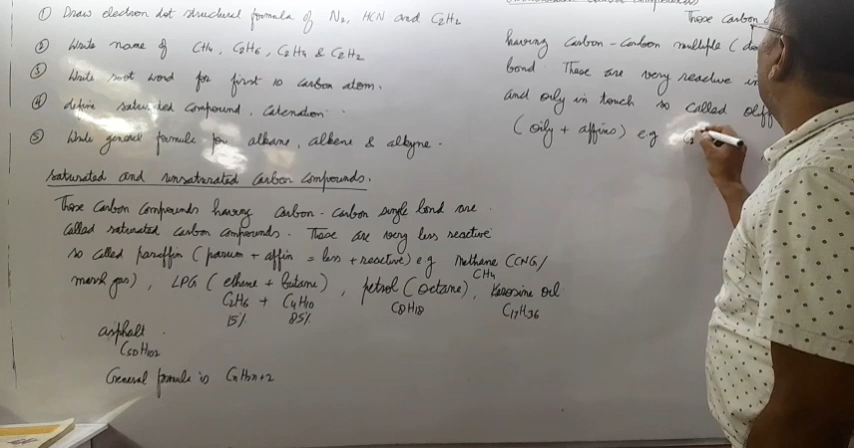 ① Draw electron dot structural formula of N2, HCN and C2H2
② Write name of CH4, C2H6, C2H4 & C2H2
③ Write root word for first 10 carbon atom.
④ define saturated compound, Catenation.
⑤ Write general formula for alkane, alkene & alkyne.
Saturated and unsaturated Carbon Compounds.
Those Carbon Compounds having Carbon-Carbon single bond are
called saturated carbon compounds. These are very less reactive
so called paraffin (parum + affin = less + reactive) e.g Methane (CNG/
CH4
marsh gas), LPG (ethane + butane), petrol (octane), Kerosine oil
C2H6 + C4H10 C8H18 C17H36
15% 85%
asphalt
C50H102
General formula is CnH2n+2
Those Carbon
having Carbon-Carbon multiple (
bond. These are very reactive in
and oily in touch so called
(oily + affins) e.g